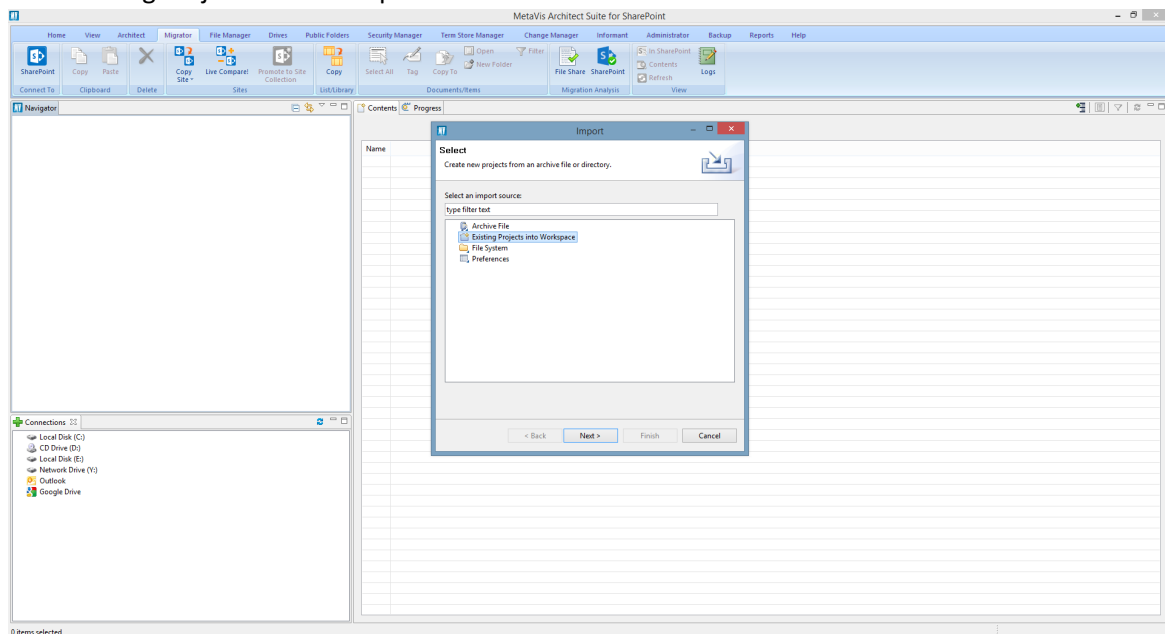 MetaVis Architect Suite for SharePoint
Home View Architect Migrator File Manager Drives Public Folders Security Manager Term Store Manager Change Manager Informant Administrator Backup Reports Help
SharePoint Copy Paste Copy Site Live Compare! Promote to Site Collection Copy Select All Tag Copy To Open New Folder Filter File Share SharePoint In SharePoint Contents Refresh Logs
Connect To Clipboard Delete Sites List/Library Documents/Items Migration Analysis View
Navigator
Contents Progress
Name
Import
Select
Create new projects from an archive file or directory.
Select an import source:
type filter text
Archive File
Existing Projects into Workspace
File System
Preferences
< Back Next > Finish Cancel
Connections
Local Disk (C:)
CD Drive (D:)
Local Disk (E:)
Network Drive (Y:)
Outlook
Google Drive
0 items selected